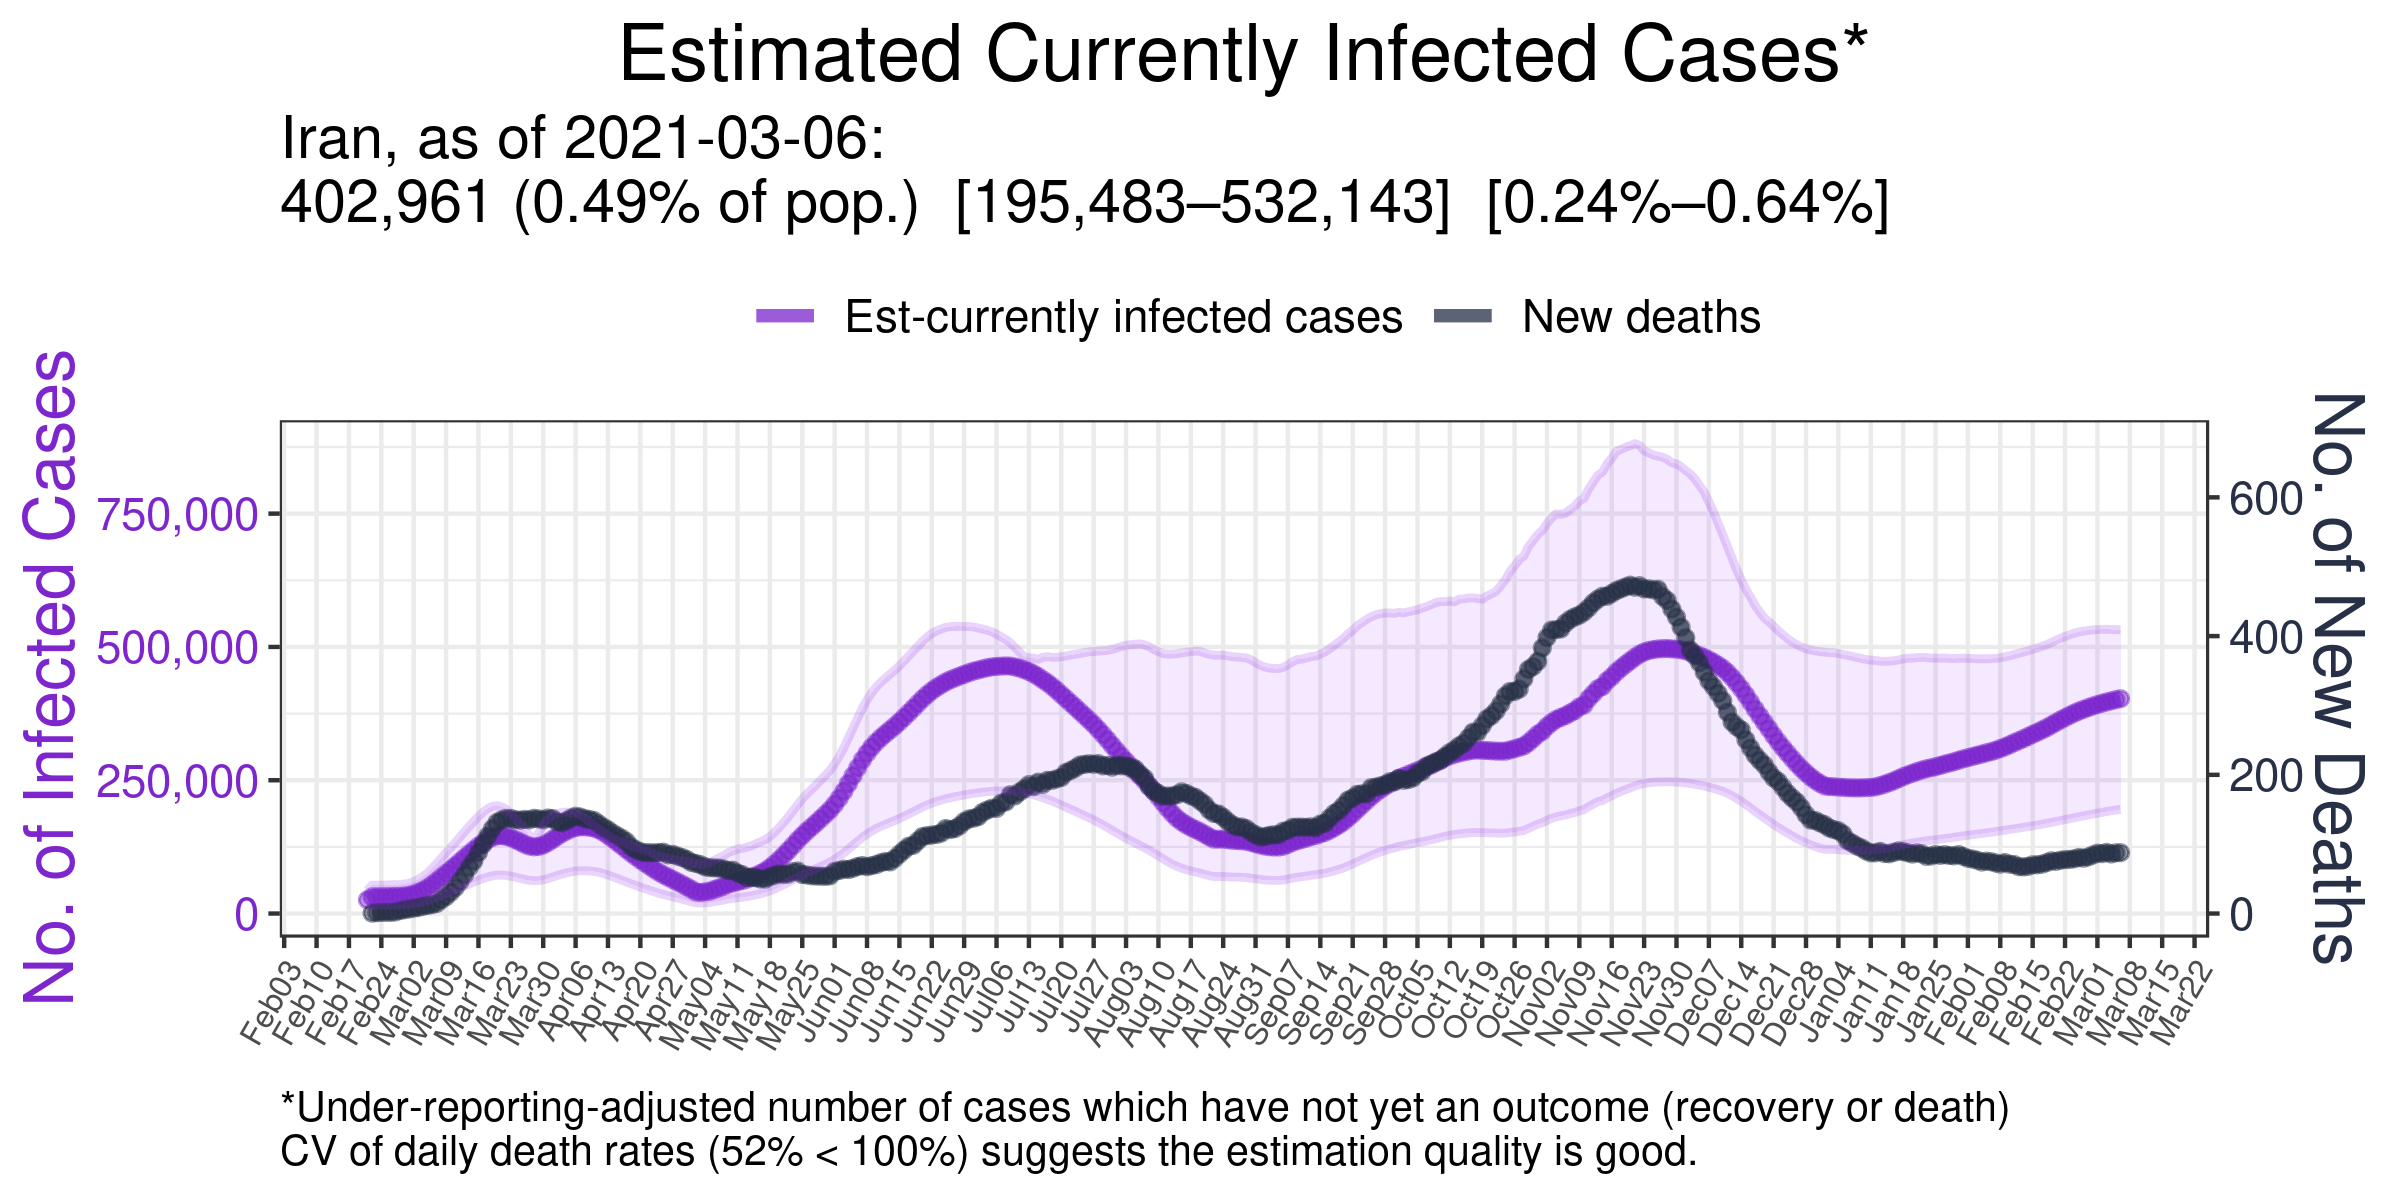 Estimated Currently Infected Cases*
Iran, as of 2021-03-06:
402,961 (0.49% of pop.)  [195,483–532,143]  [0.24%–0.64%]
Est-currently infected cases
New deaths
No. of Infected Cases
750,000
500,000
250,000
0
600
400
200
0
No. of New Deaths
Feb03
Feb10
Feb17
Feb24
Mar02
Mar09
Mar16
Mar23
Mar30
Apr06
Apr13
Apr20
Apr27
May04
May11
May18
May25
Jun01
Jun08
Jun15
Jun22
Jun29
Jul06
Jul13
Jul20
Jul27
Aug03
Aug10
Aug17
Aug24
Aug31
Sep07
Sep14
Sep21
Sep28
Oct05
Oct12
Oct19
Oct26
Nov02
Nov09
Nov16
Nov23
Nov30
Dec07
Dec14
Dec21
Dec28
Jan04
Jan11
Jan18
Jan25
Feb01
Feb08
Feb15
Feb22
Mar01
Mar08
Mar15
Mar22
*Under-reporting-adjusted number of cases which have not yet an outcome (recovery or death)
CV of daily death rates (52% < 100%) suggests the estimation quality is good.